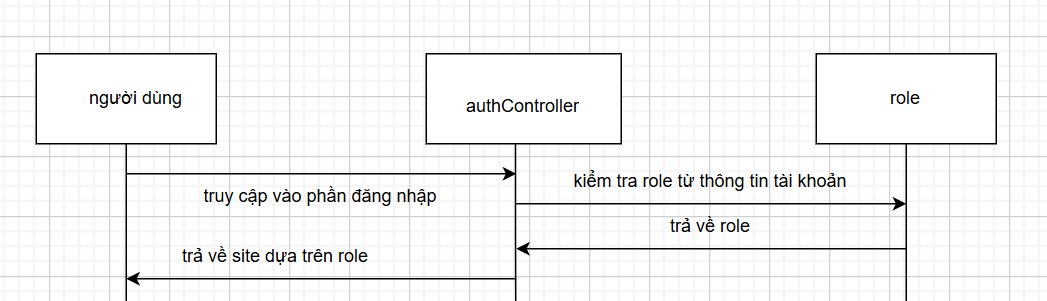 người dùng
authController
role
truy cập vào phần đăng nhập
kiểm tra role từ thông tin tài khoản
trả về role
trả về site dựa trên role